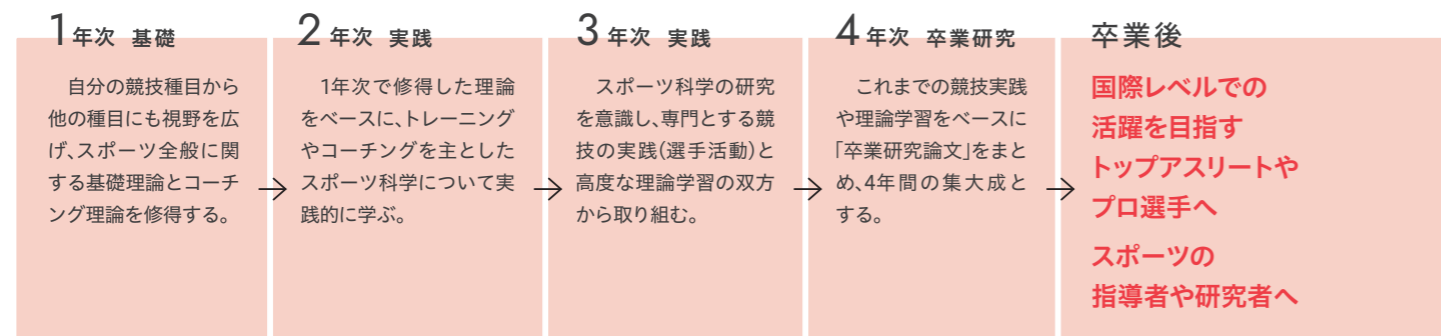 1年次 基礎
自分の競技種目から
他の種目にも視野を広
げ、スポーツ全般に関
する基礎理論とコーチ
ング理論を修得する。
2年次 実践
1年次で修得した理論
をベースに、トレーニング
やコーチングを主とした
スポーツ科学について実
践的に学ぶ。
3年次 実践
スポーツ科学の研究
を意識し、専門とする競
技の実践(選手活動)と
高度な理論学習の双方
から取り組む。
4年次 卒業研究
これまでの競技実践
や理論学習をベースに
「卒業研究論文」をまと
め、4年間の集大成と
する。
卒業後
国際レベルでの
活躍を目指す
トップアスリートや
プロ選手へ
スポーツの
指導者や研究者へ